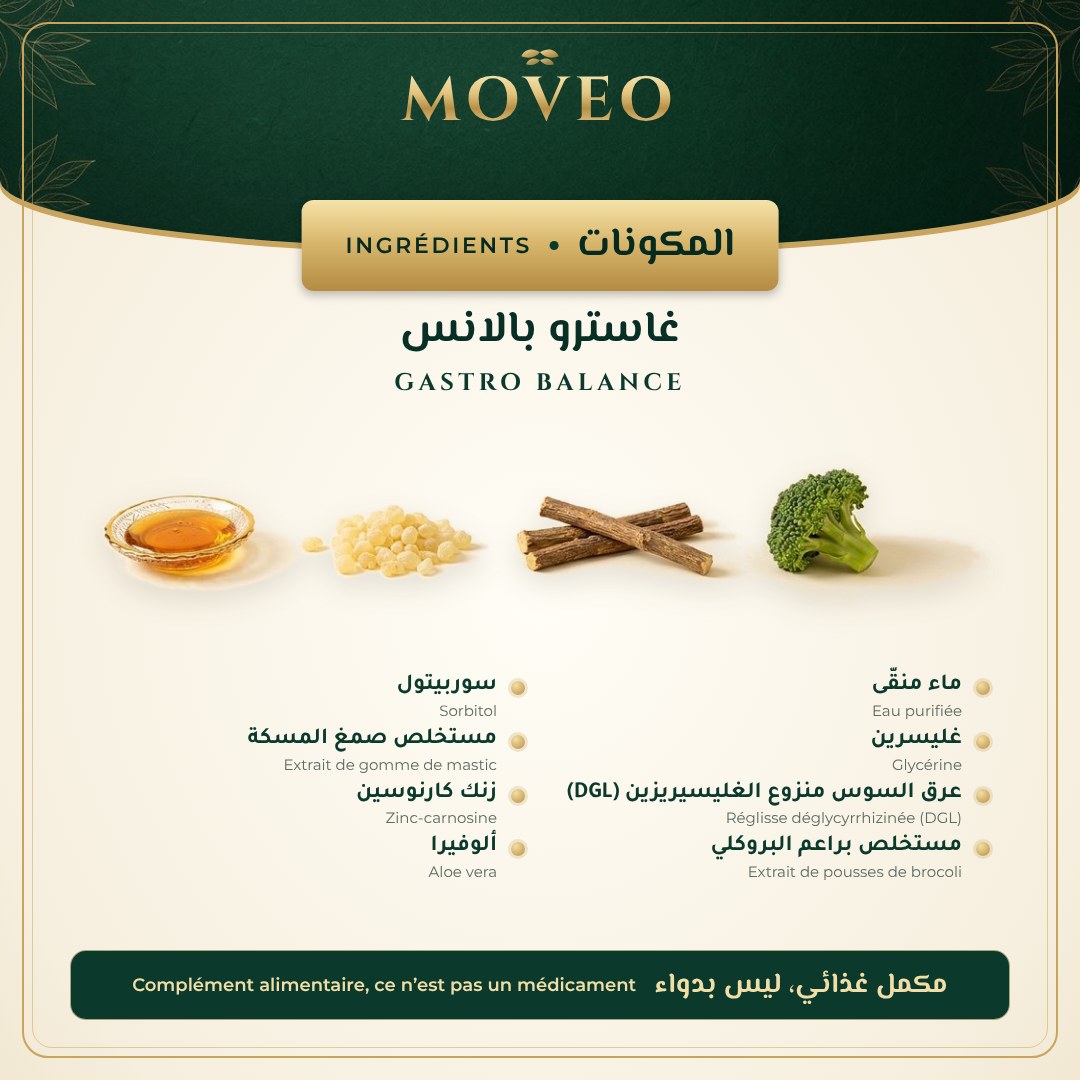 MOVEO
المكونات • INGRÉDIENTS
غاسترو بالانس
GASTRO BALANCE
ماء منقّى
Eau purifiée
غليسرين
Glycérine
عرق السوس منزوع الغليسيريزين (DGL)
Réglisse déglycyrrhizinée (DGL)
مستخلص براعم البروكلي
Extrait de pousses de brocoli
سوربيتول
Sorbitol
مستخلص صمغ المسكة
Extrait de gomme de mastic
زنك كارنوسين
Zinc-carnosine
ألوفيرا
Aloe vera
مكمل غذائي، ليس بدواء Complément alimentaire, ce n’est pas un médicament